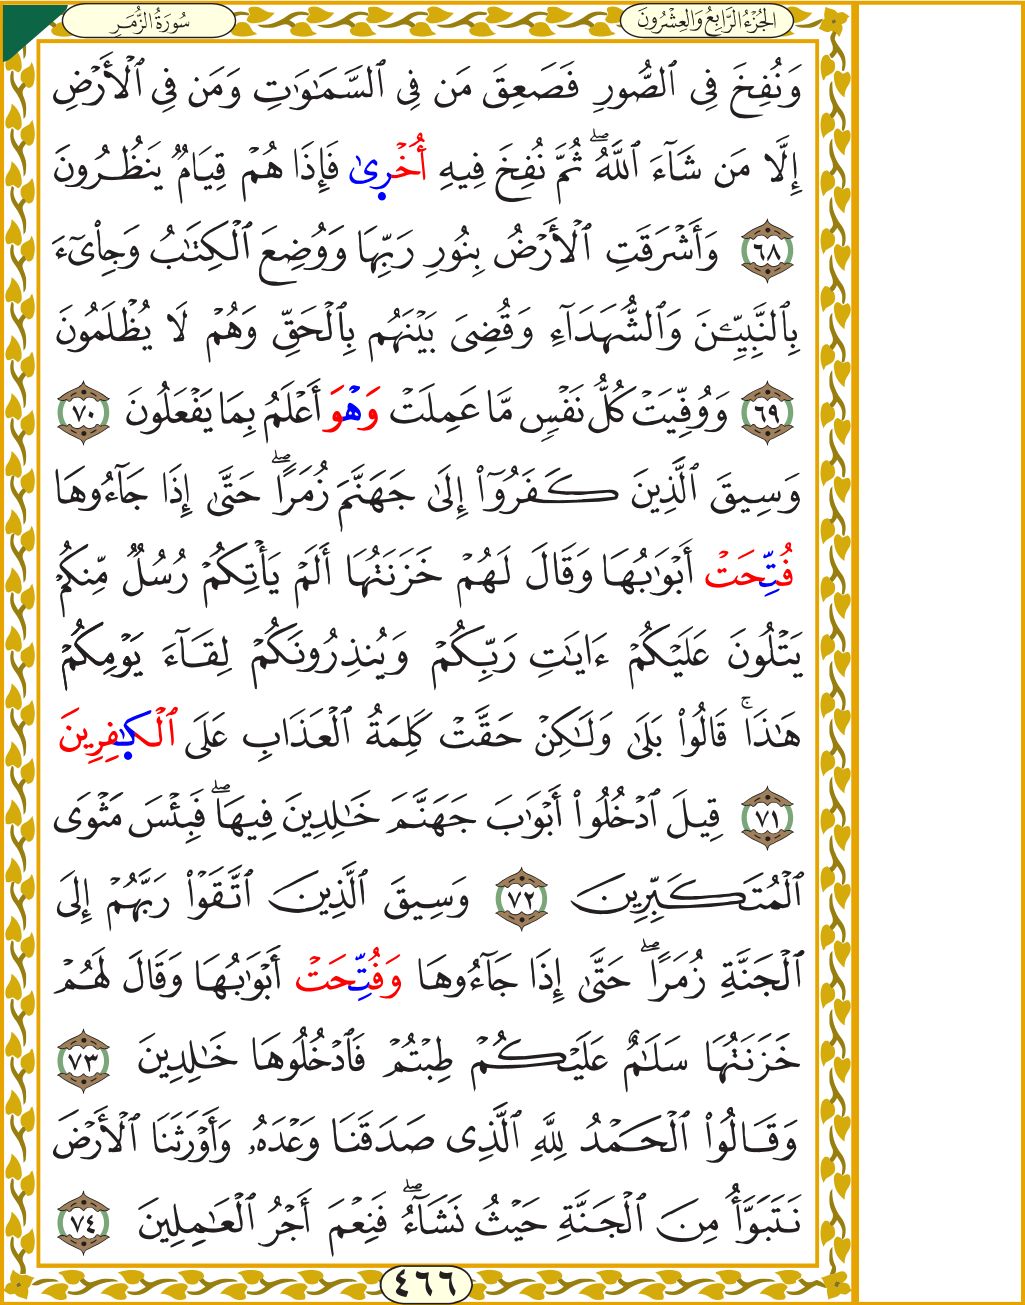 الجُزْءُ الرَّابِعُ وَالعِشْرُونَ
سُورَةُ الزُّمَرِ
وَنُفِخَ فِي ٱلصُّورِ فَصَعِقَ مَن فِي ٱلسَّمَٰوَٰتِ وَمَن فِي ٱلْأَرْضِ
إِلَّا مَن شَآءَ ٱللَّهُۖ ثُمَّ نُفِخَ فِيهِ أُخْرٜىٰ فَإِذَا هُمْ قِيَامٌ يَنظُرُونَ
٦٨ وَأَشْرَقَتِ ٱلْأَرْضُ بِنُورِ رَبِّهَا وَوُضِعَ ٱلْكِتَٰبُ وَجِاْىٓءَ
بِٱلنَّبِيِّـۧنَ وَٱلشُّهَدَآءِ وَقُضِىَ بَيْنَهُم بِٱلْحَقِّ وَهُمْ لَا يُظْلَمُونَ
٦٩ وَوُفِّيَتْ كُلُّ نَفْسٍ مَّا عَمِلَتْ وَهْوَ أَعْلَمُ بِمَا يَفْعَلُونَ ٧٠
وَسِيقَ ٱلَّذِينَ كَفَرُوٓاْ إِلَىٰ جَهَنَّمَ زُمَرًاۖ حَتَّىٰ إِذَا جَآءُوهَا
فُتِّحَتْ أَبْوَٰبُهَا وَقَالَ لَهُمْ خَزَنَتُهَا أَلَمْ يَأْتِكُمْ رُسُلٌ مِّنكُمْ
يَتْلُونَ عَلَيْكُمْ ءَايَٰتِ رَبِّكُمْ وَيُنذِرُونَكُمْ لِقَآءَ يَوْمِكُمْ
هَٰذَاۚ قَالُواْ بَلَىٰ وَلَٰكِنْ حَقَّتْ كَلِمَةُ ٱلْعَذَابِ عَلَى ٱلْكٰٜفِرِينَ
٧١ قِيلَ ٱدْخُلُوٓاْ أَبْوَٰبَ جَهَنَّمَ خَٰلِدِينَ فِيهَاۖ فَبِئْسَ مَثْوَى
ٱلْمُتَكَبِّرِينَ ٧٢ وَسِيقَ ٱلَّذِينَ ٱتَّقَوْاْ رَبَّهُمْ إِلَى
ٱلْجَنَّةِ زُمَرًاۖ حَتَّىٰ إِذَا جَآءُوهَا وَفُتِّحَتْ أَبْوَٰبُهَا وَقَالَ لَهُمْ
خَزَنَتُهَا سَلَٰمٌ عَلَيْكُمْ طِبْتُمْ فَٱدْخُلُوهَا خَٰلِدِينَ ٧٣
وَقَالُواْ ٱلْحَمْدُ لِلَّهِ ٱلَّذِى صَدَقَنَا وَعْدَهُۥ وَأَوْرَثَنَا ٱلْأَرْضَ
نَتَبَوَّأُ مِنَ ٱلْجَنَّةِ حَيْثُ نَشَآءُۖ فَنِعْمَ أَجْرُ ٱلْعَٰمِلِينَ ٧٤
٤٦٦